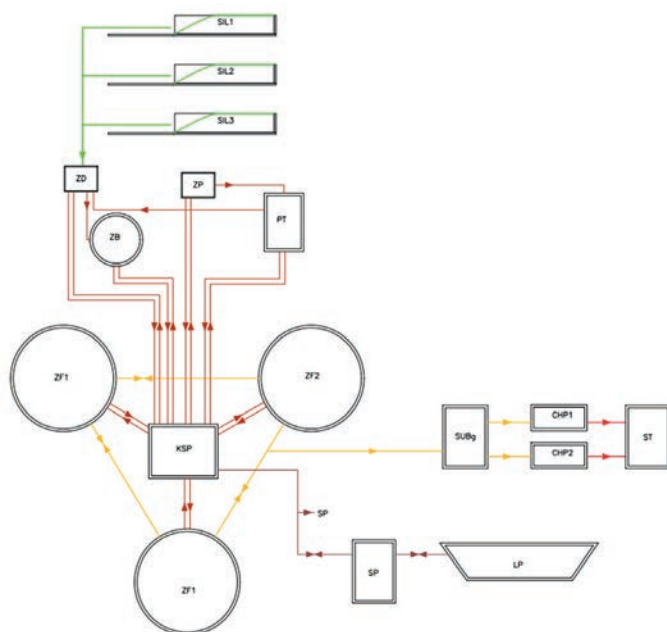 SIL1
SIL2
SIL3
ZD
ZP
PT
ZB
ZF1
ZF2
KSP
SUBg
CHP1
CHP2
ST
SP
SP
LP
ZF1